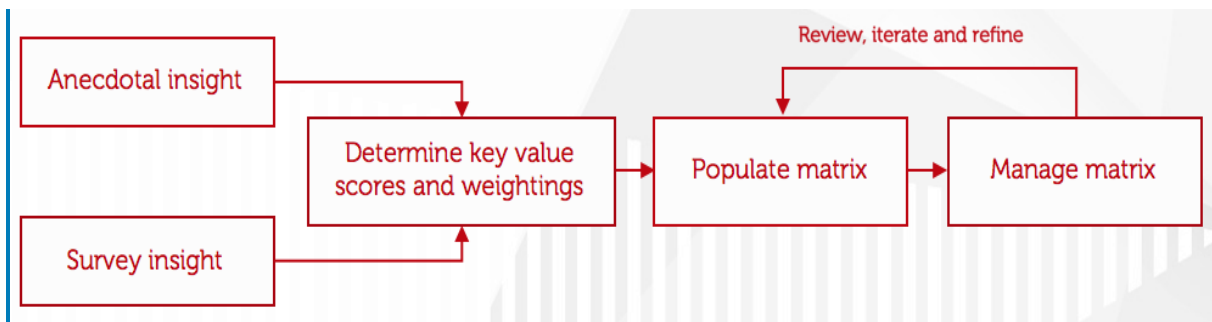 Review, iterate and refine
Anecdotal insight
Determine key value
scores and weightings
Populate matrix
Manage matrix
Survey insight